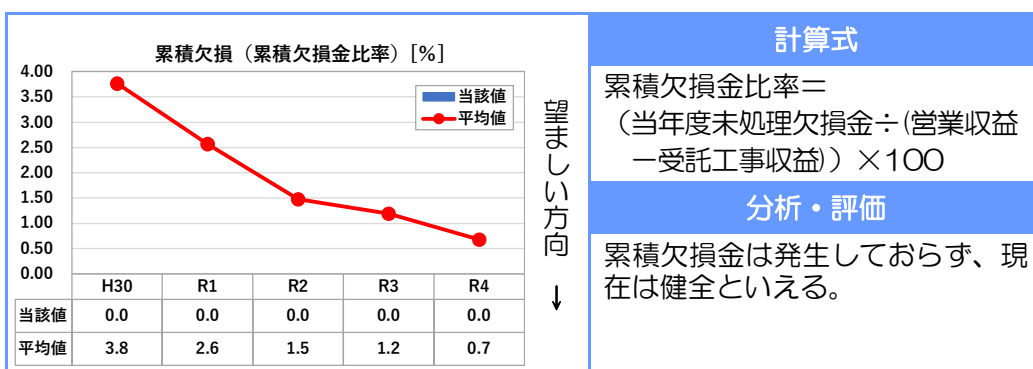 累積欠損（累積欠損金比率）[%]
4.00
3.50
3.00
2.50
2.00
1.50
1.00
0.50
0.00
当該値
平均値
H30 R1 R2 R3 R4
当該値 0.0 0.0 0.0 0.0 0.0
平均値 3.8 2.6 1.5 1.2 0.7
望ましい方向 ↓
計算式
累積欠損金比率＝
（当年度未処理欠損金÷(営業収益
－受託工事収益)）×100
分析・評価
累積欠損金は発生しておらず、現
在は健全といえる。